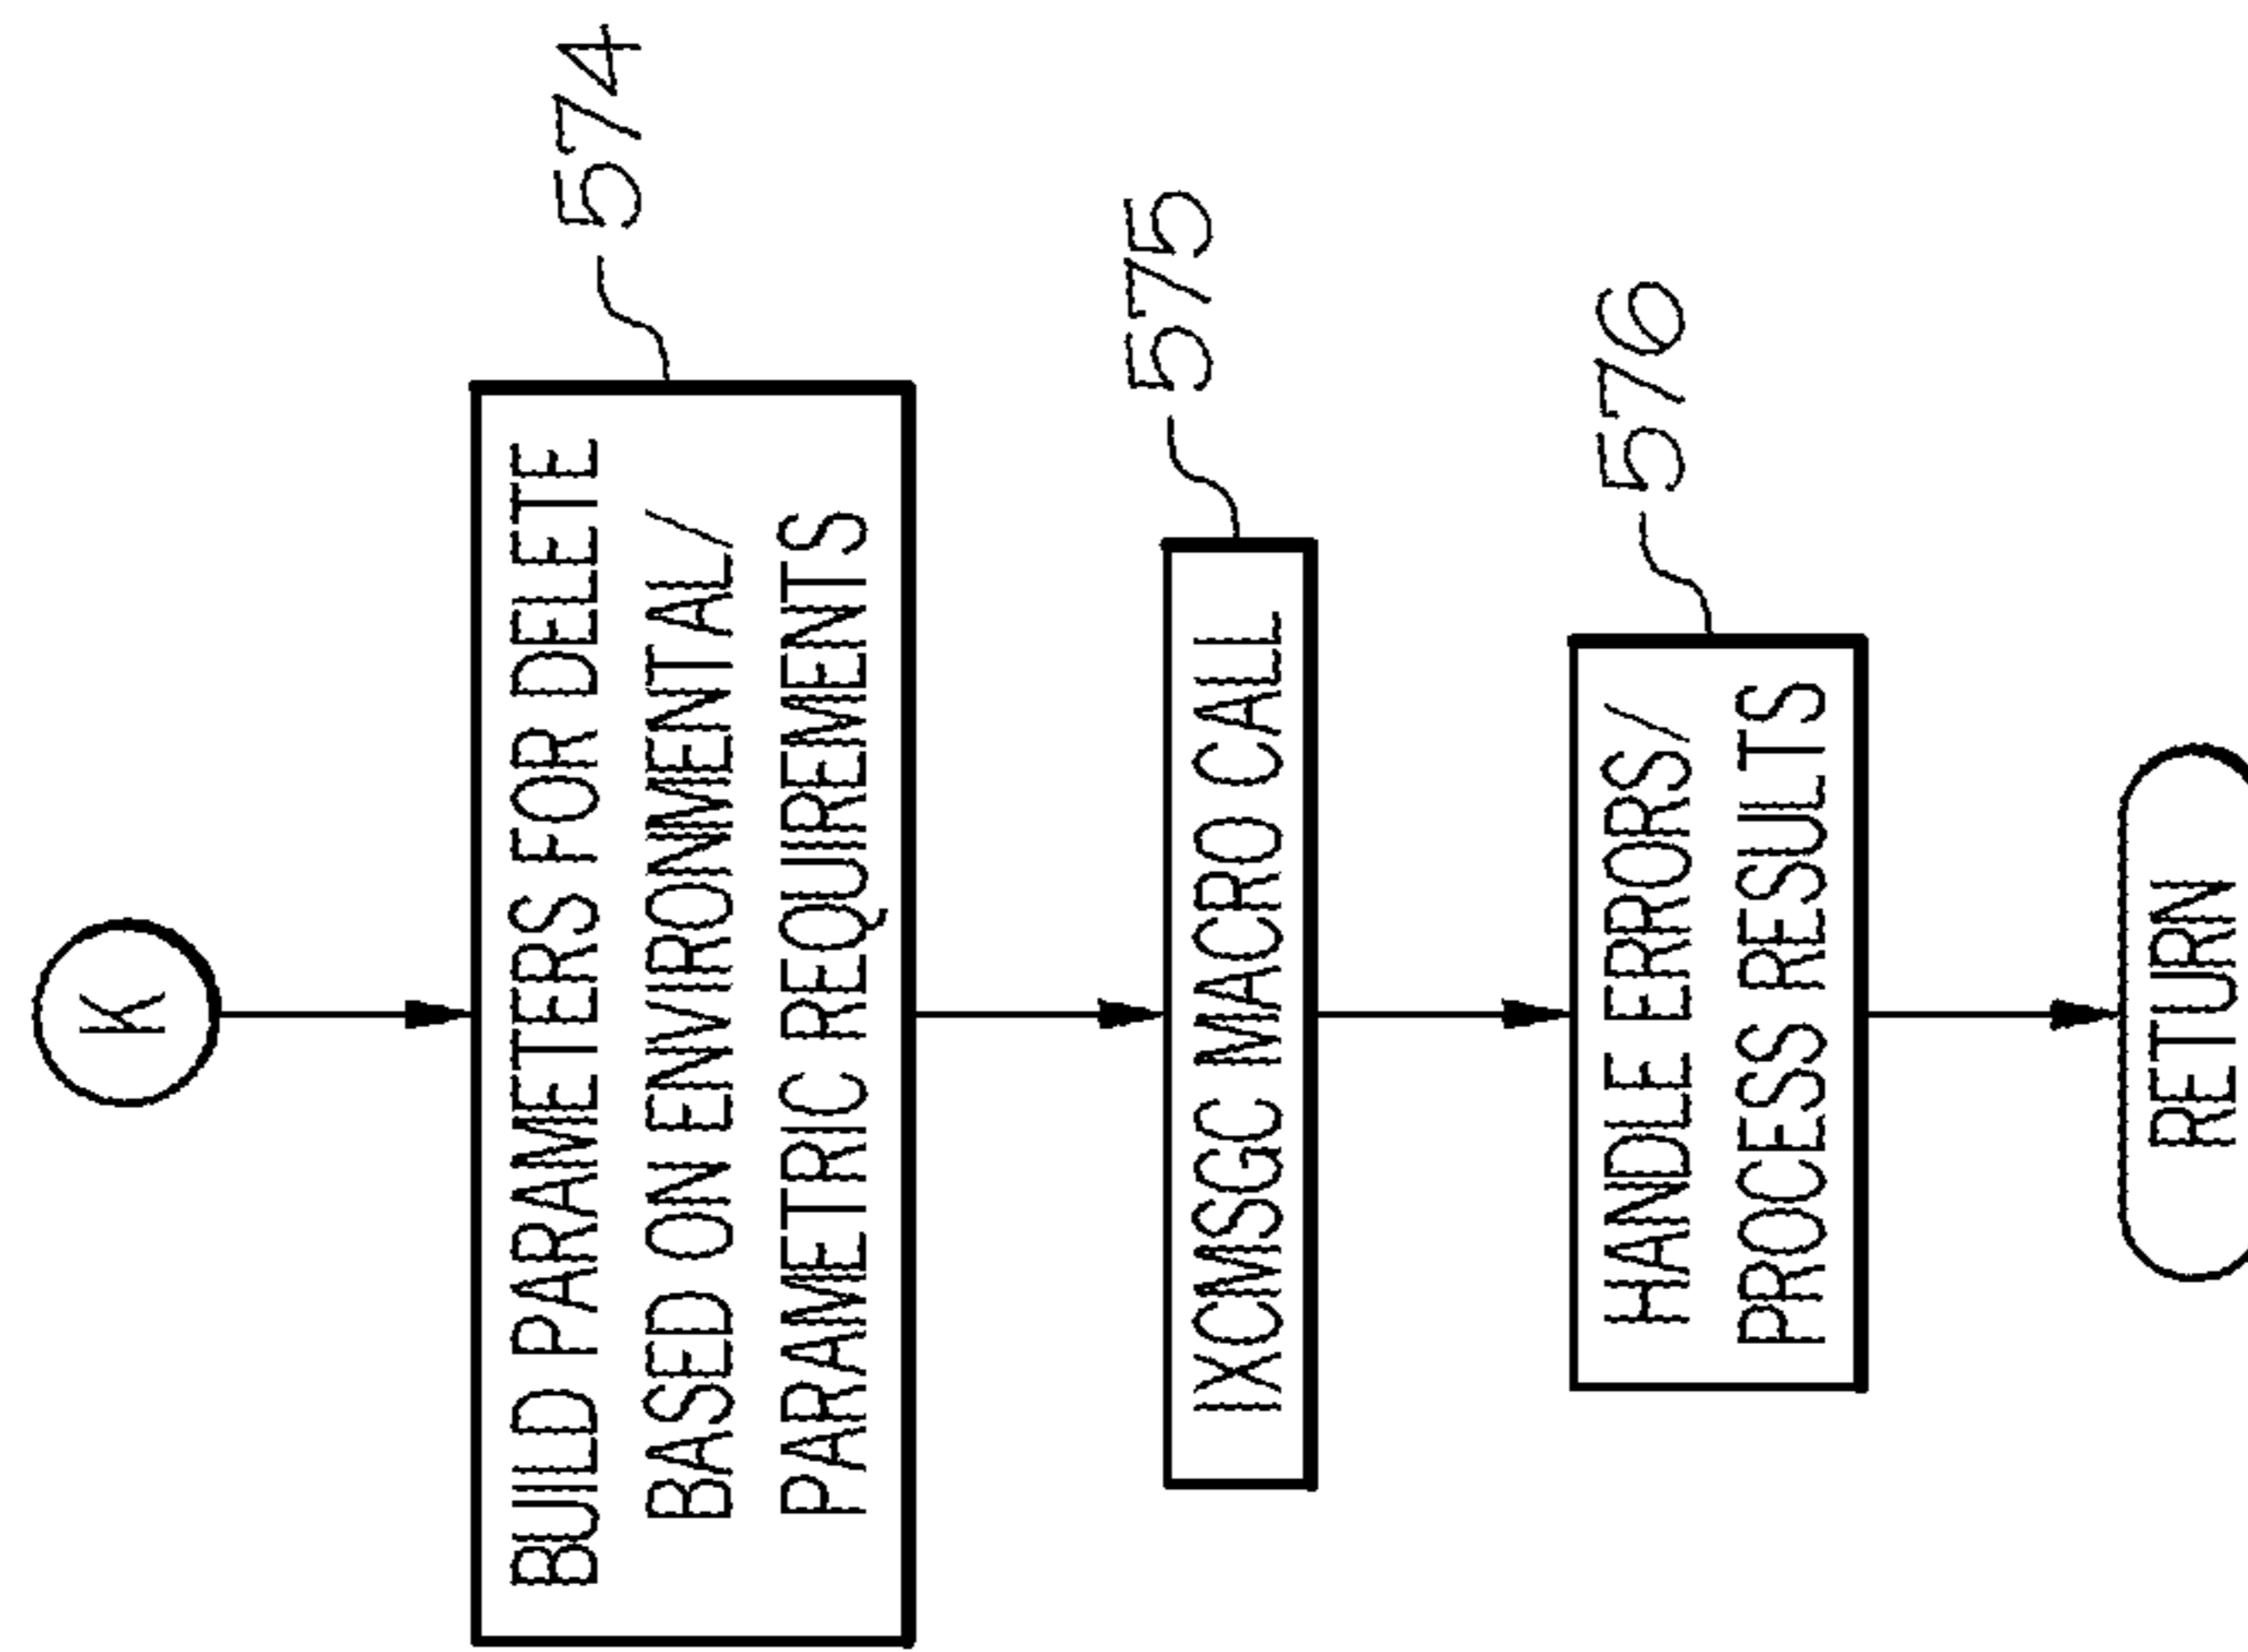 K
574
BUILD PARAMETERS FOR DELETE
BASED ON ENVIRONMENTAL/
PARAMETRIC REQUIREMENTS
575
IXCMSGC MACRO CALL
576
HANDLE ERRORS/
PROCESS RESULTS
RETURN